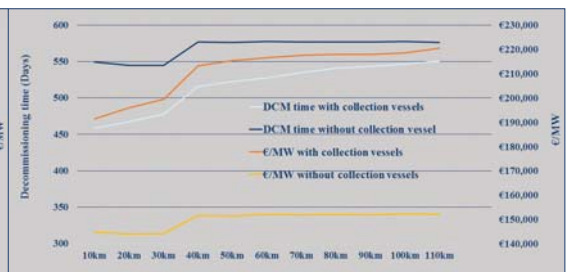 €/MW
Decommissioning time (Days)
600
550
500
450
400
350
300
DCM time with collection vessels
DCM time without collection vessel
€/MW with collection vessels
€/MW without collection vessels
€230,000
€220,000
€210,000
€200,000
€190,000
€180,000
€170,000
€160,000
€150,000
€140,000
€/MW
10km 20km 30km 40km 50km 60km 70km 80km 90km 100km 110km